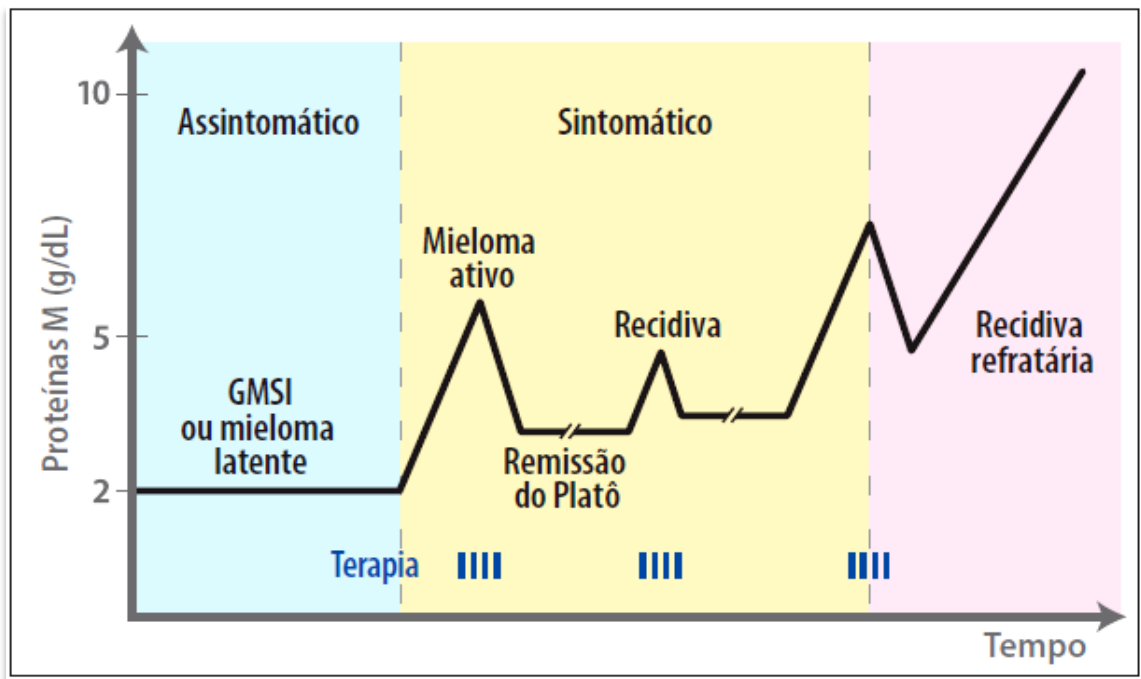 10
Assintomático
Sintomático
Mieloma
ativo
Recidiva
5
Recidiva
refratária
GMSI
ou mieloma
latente
Remissão
do Platô
2
Terapia
Proteínas M (g/dL)
Tempo